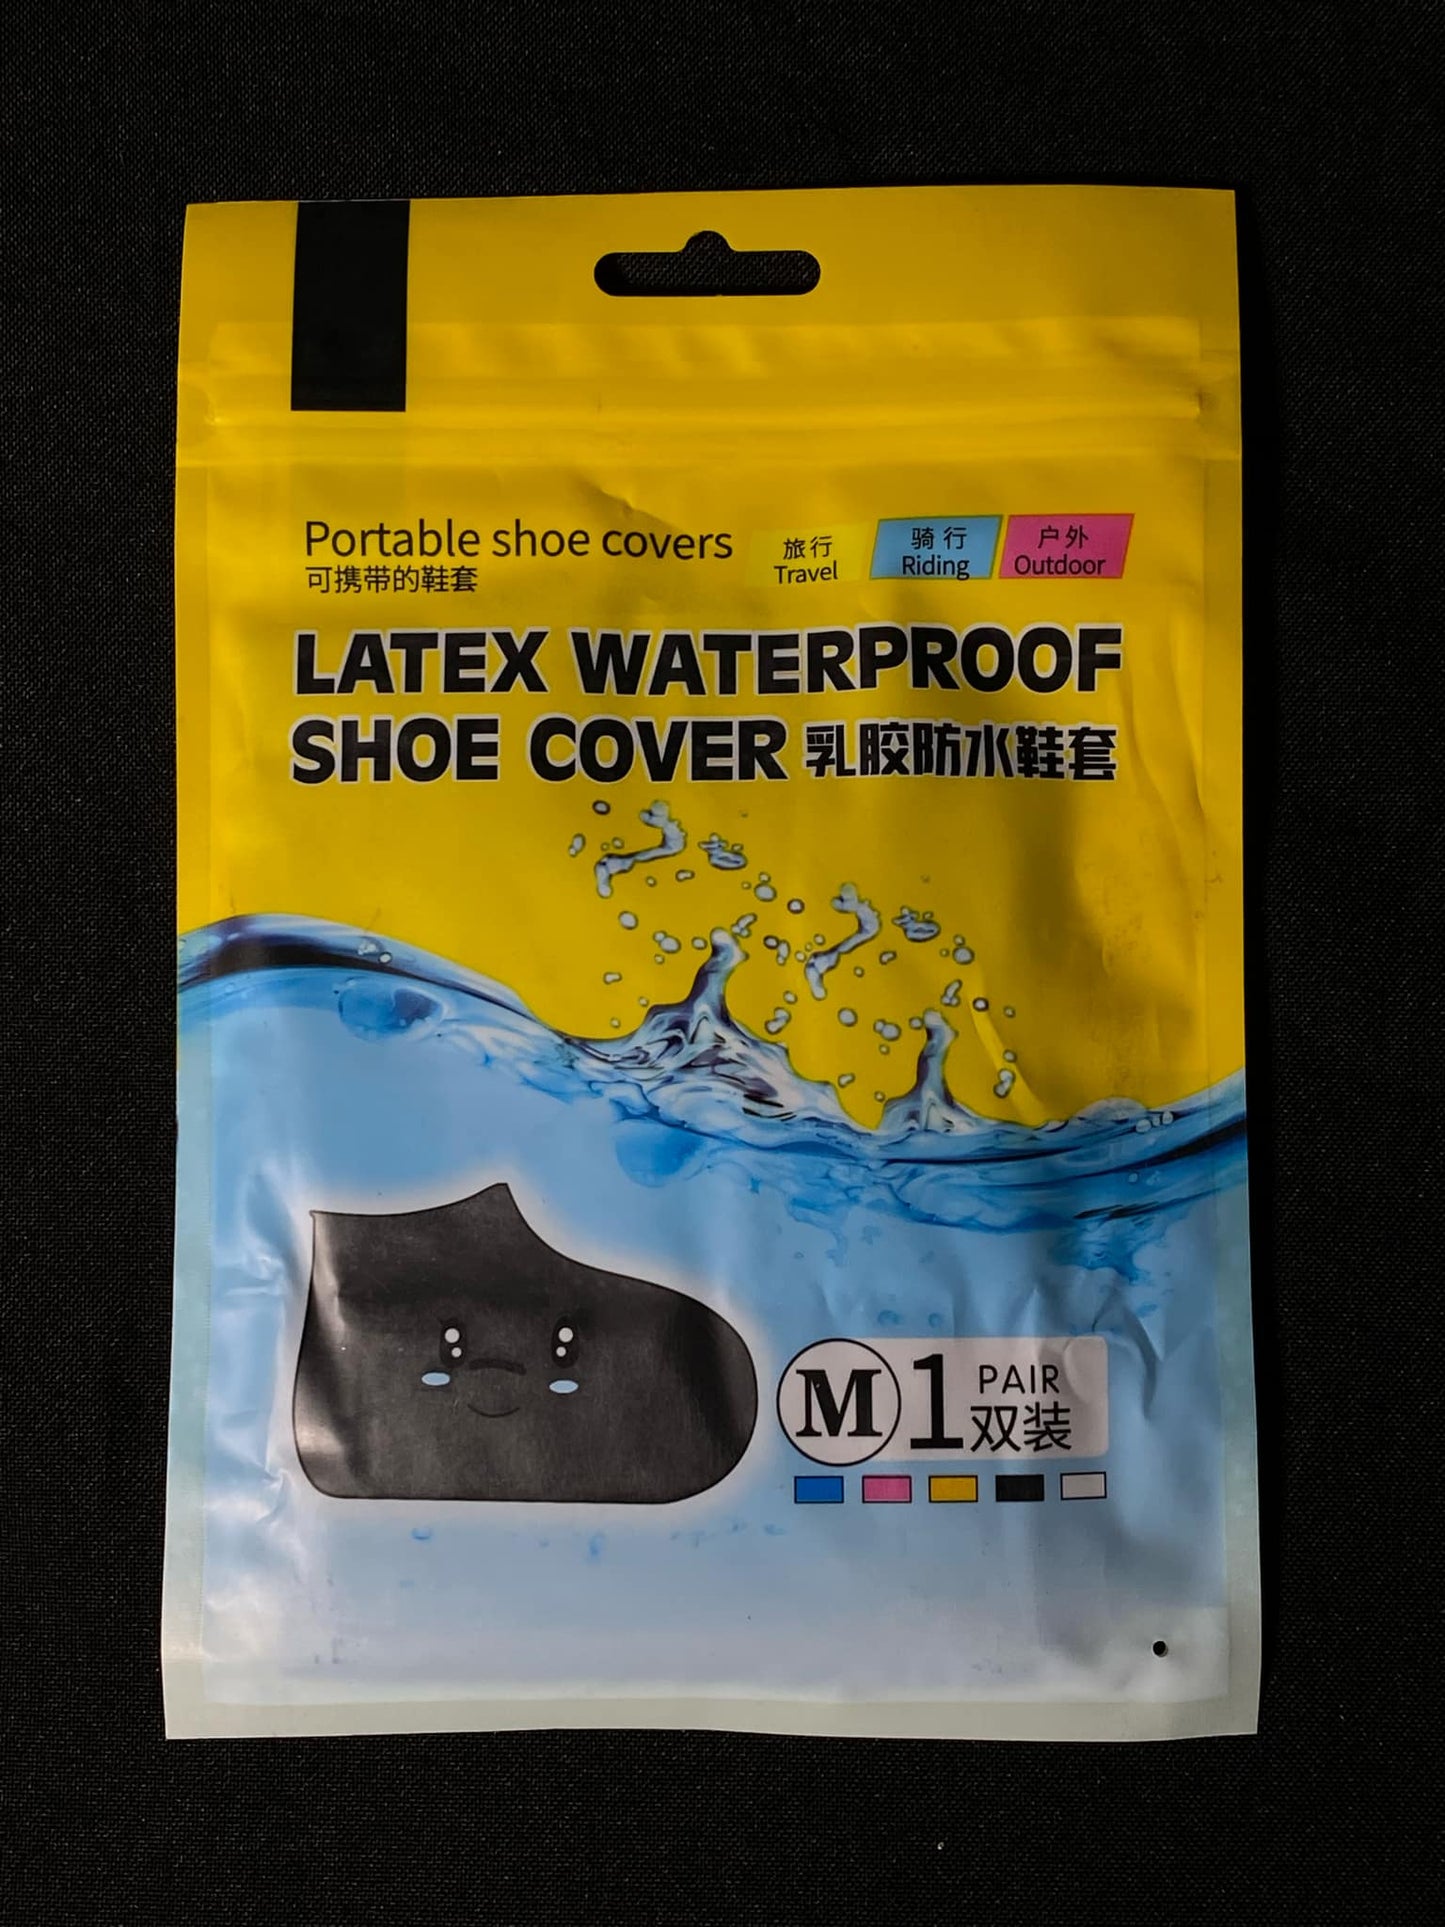 Portable shoe covers
可携带的鞋套
旅行
Travel
骑行
Riding
户外
Outdoor
LATEX WATERPROOF
SHOE COVER 乳胶防水鞋套
M 1 PAIR
双装